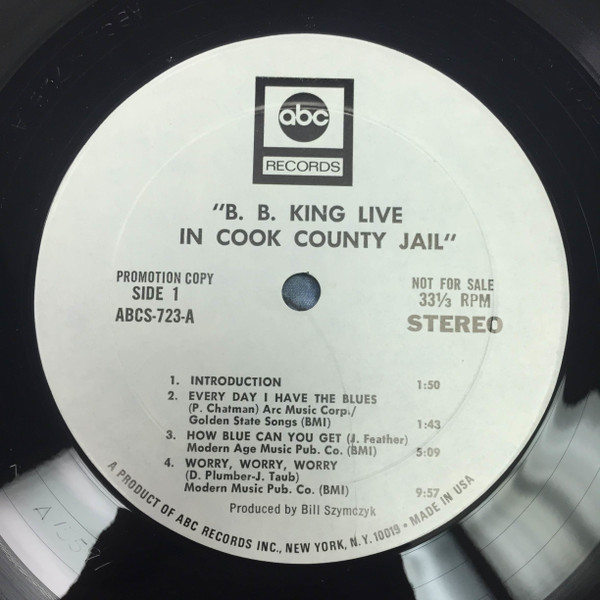 abc
RECORDS
"B. B. KING LIVE
IN COOK COUNTY JAIL"
PROMOTION COPY
SIDE 1
ABCS-723-A
NOT FOR SALE
33⅓ RPM
STEREO
1. INTRODUCTION 1:50
2. EVERY DAY I HAVE THE BLUES
(P. Chatman) Arc Music Corp./
Golden State Songs (BMI) 1:43
3. HOW BLUE CAN YOU GET (J. Feather)
Modern Age Music Pub. Co. (BMI) 5:09
4. WORRY, WORRY, WORRY
(D. Plumber-J. Taub)
Modern Music Pub. Co. (BMI) 9:57
Produced by Bill Szymczyk
A PRODUCT OF ABC RECORDS INC., NEW YORK, N.Y. 10019 • MADE IN USA